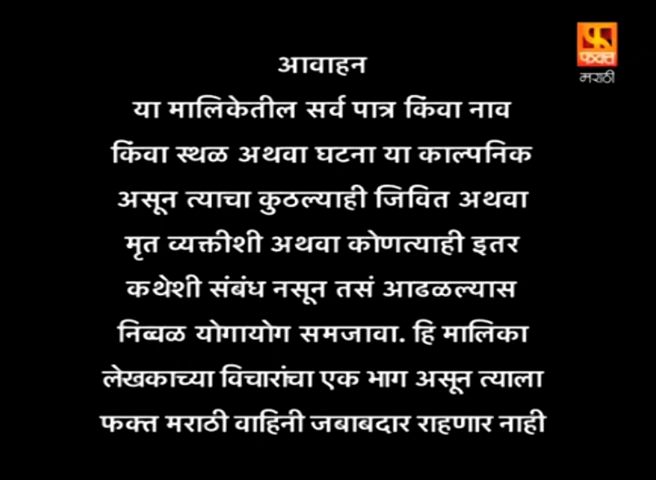 फक्त
मराठी
आवाहन
या मालिकेतील सर्व पात्र किंवा नाव
किंवा स्थळ अथवा घटना या काल्पनिक
असून त्याचा कुठल्याही जिवित अथवा
मृत व्यक्तीशी अथवा कोणत्याही इतर
कथेशी संबंध नसून तसं आढळल्यास
निव्वळ योगायोग समजावा. हि मालिका
लेखकाच्या विचारांचा एक भाग असून त्याला
फक्त मराठी वाहिनी जबाबदार राहणार नाही